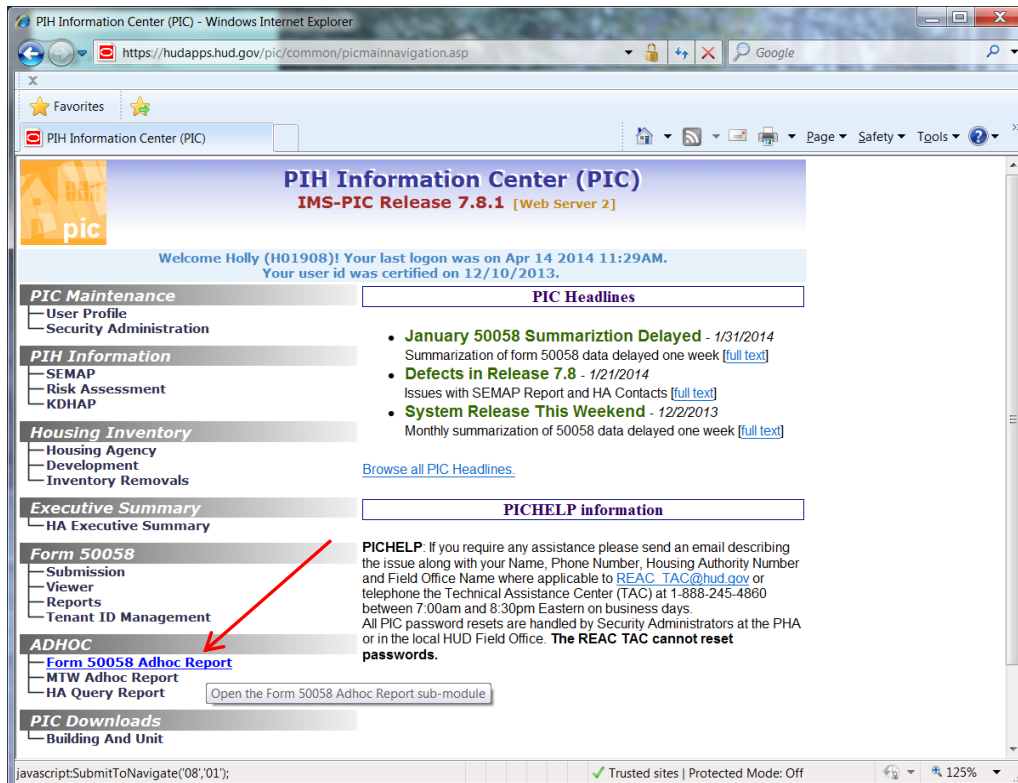 PIH Information Center (PIC) - Windows Internet Explorer
https://hudapps.hud.gov/pic/common/picmainnavigation.asp
Google
x
Favorites
PIH Information Center (PIC)
Page
Safety
Tools
pic
PIH Information Center (PIC)
IMS-PIC Release 7.8.1 [Web Server 2]
Welcome Holly (H01908)! Your last logon was on Apr 14 2014 11:29AM.
Your user id was certified on 12/10/2013.
PIC Maintenance
User Profile
Security Administration
PIH Information
SEMAP
Risk Assessment
KDHAP
Housing Inventory
Housing Agency
Development
Inventory Removals
Executive Summary
HA Executive Summary
Form 50058
Submission
Viewer
Reports
Tenant ID Management
ADHOC
Form 50058 Adhoc Report
MTW Adhoc Report
HA Query Report
Open the Form 50058 Adhoc Report sub-module
PIC Downloads
Building And Unit
PIC Headlines
January 50058 Summariztion Delayed - 1/31/2014
Summarization of form 50058 data delayed one week [full text]
Defects in Release 7.8 - 1/21/2014
Issues with SEMAP Report and HA Contacts [full text]
System Release This Weekend - 12/2/2013
Monthly summarization of 50058 data delayed one week [full text]
Browse all PIC Headlines.
PICHELP information
PICHELP: If you require any assistance please send an email describing
the issue along with your Name, Phone Number, Housing Authority Number
and Field Office Name where applicable to REAC_TAC@hud.gov or
telephone the Technical Assistance Center (TAC) at 1-888-245-4860
between 7:00am and 8:30pm Eastern on business days.
All PIC password resets are handled by Security Administrators at the PHA
or in the local HUD Field Office. The REAC TAC cannot reset
passwords.
javascript:SubmitToNavigate('08','01');
Trusted sites | Protected Mode: Off
125%